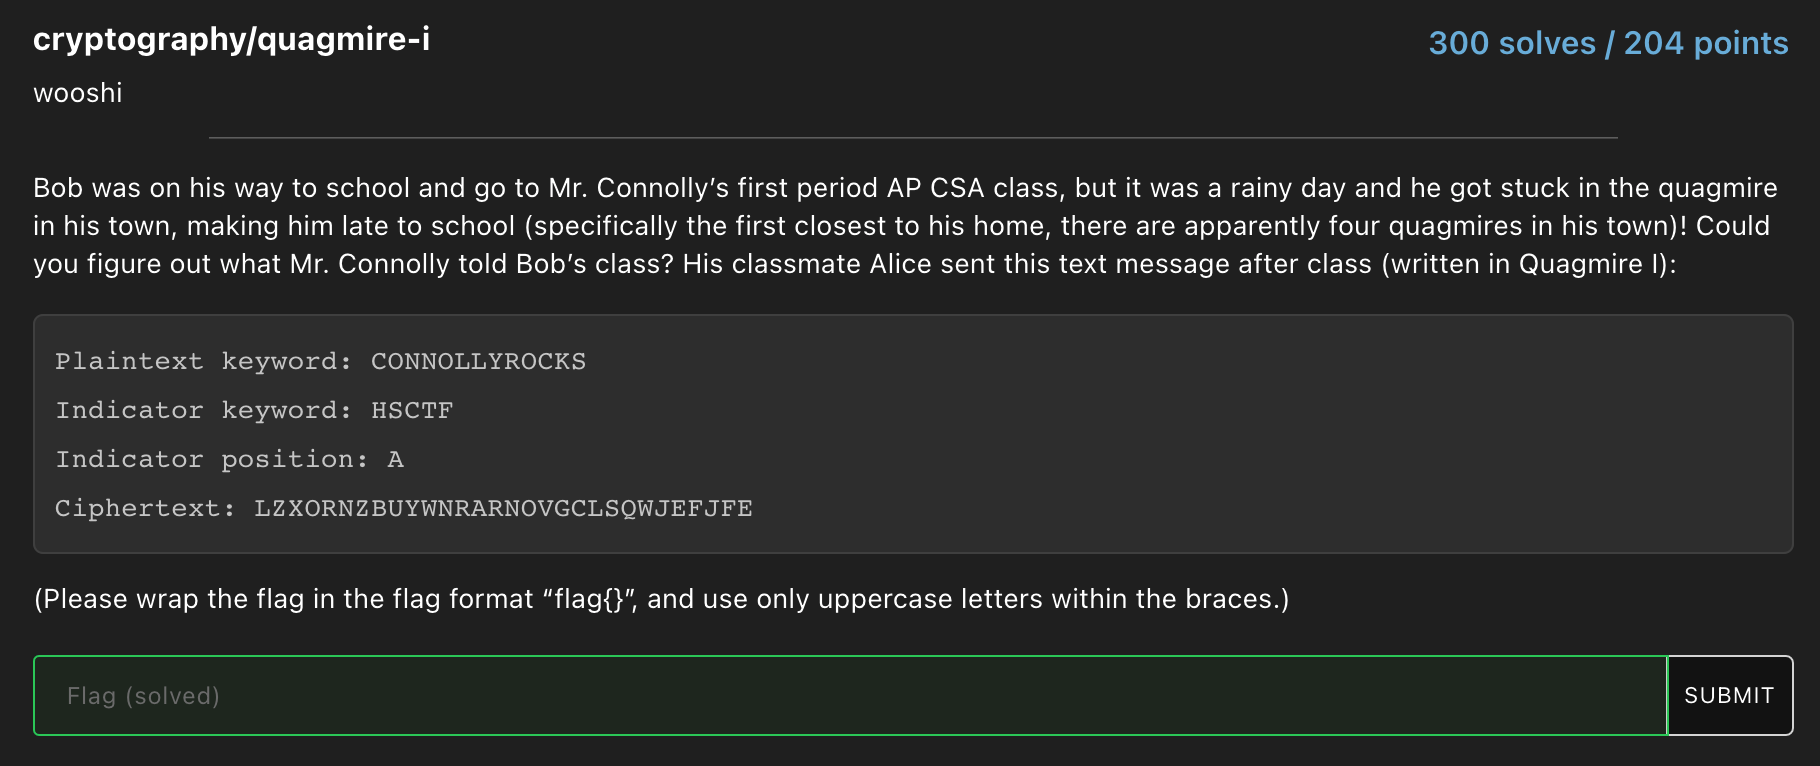 cryptography/quagmire-i
300 solves / 204 points
wooshi
Bob was on his way to school and go to Mr. Connolly’s first period AP CSA class, but it was a rainy day and he got stuck in the quagmire
in his town, making him late to school (specifically the first closest to his home, there are apparently four quagmires in his town)! Could
you figure out what Mr. Connolly told Bob’s class? His classmate Alice sent this text message after class (written in Quagmire I):
Plaintext keyword: CONNOLLYROCKS
Indicator keyword: HSCTF
Indicator position: A
Ciphertext: LZXORNZBUYWNRARNOVGCLSQWJEFJFE
(Please wrap the flag in the flag format “flag{}”, and use only uppercase letters within the braces.)
Flag (solved)
SUBMIT